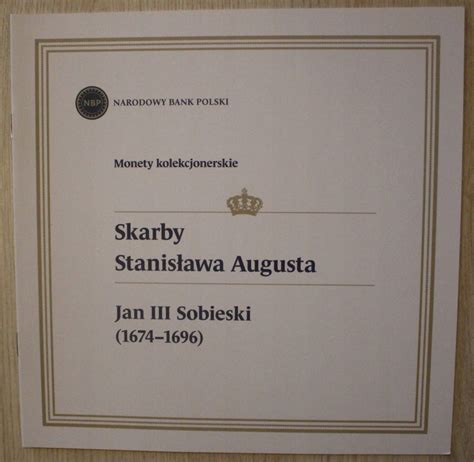 NBP NARODOWY BANK POLSKI
Monety kolekcjonerskie
Skarby
Stanisława Augusta
Jan III Sobieski
(1674–1696)